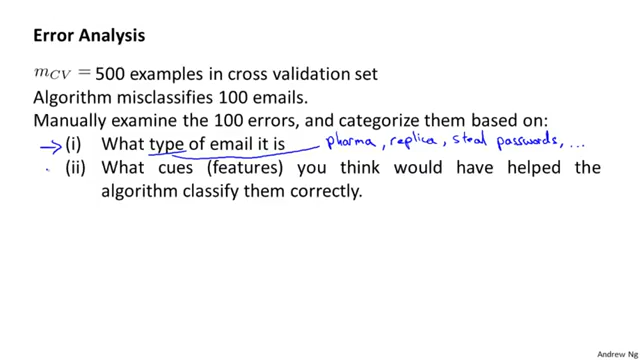 Error Analysis
m_CV = 500 examples in cross validation set
Algorithm misclassifies 100 emails.
Manually examine the 100 errors, and categorize them based on:
(i) What type of email it is pharma, replica, steal passwords, ...
(ii) What cues (features) you think would have helped the
algorithm classify them correctly.
Andrew Ng